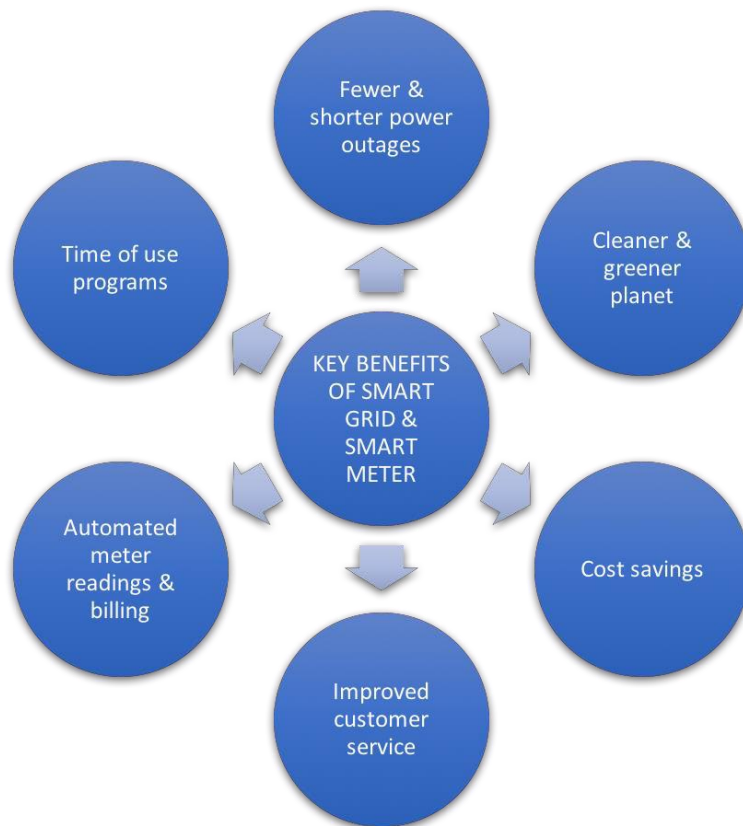 Fewer &
shorter power
outages
Cleaner &
greener
planet
Cost savings
Improved
customer
service
Automated
meter
readings &
billing
Time of use
programs
KEY BENEFITS
OF SMART
GRID &
SMART
METER